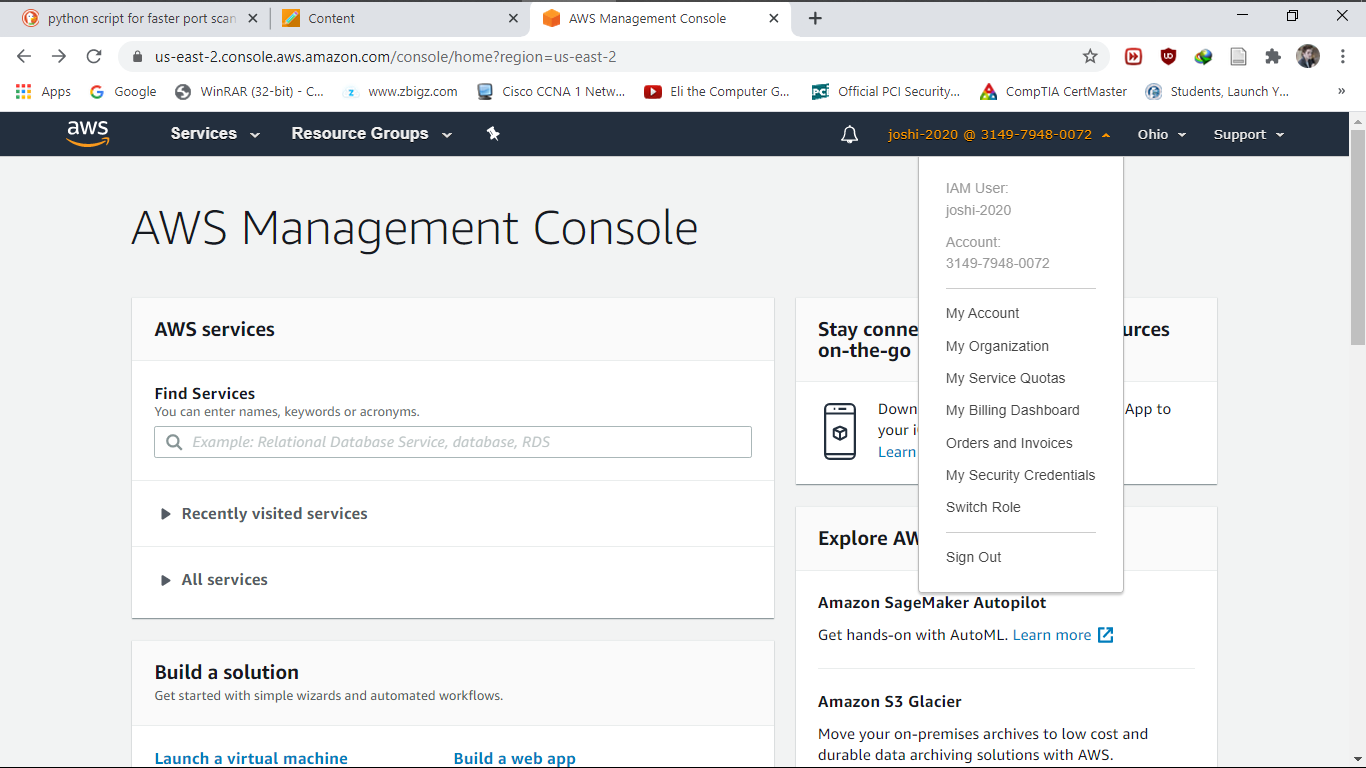 python script for faster port scan
Content
AWS Management Console
us-east-2.console.aws.amazon.com/console/home?region=us-east-2
Apps
Google
WinRAR (32-bit) - C...
www.zbigz.com
Cisco CCNA 1 Netw...
Eli the Computer G...
Official PCI Security...
CompTIA CertMaster
Students, Launch Y...
»
aws
Services
Resource Groups
joshi-2020 @ 3149-7948-0072
Ohio
Support
IAM User:
joshi-2020
Account:
3149-7948-0072
My Account
My Organization
My Service Quotas
My Billing Dashboard
Orders and Invoices
My Security Credentials
Switch Role
Sign Out
AWS Management Console
AWS services
Find Services
You can enter names, keywords or acronyms.
Example: Relational Database Service, database, RDS
Recently visited services
All services
Build a solution
Get started with simple wizards and automated workflows.
Launch a virtual machine
Build a web app
Stay conne urces
on-the-go
Down App to
your i
Learn
Explore AW
Amazon SageMaker Autopilot
Get hands-on with AutoML. Learn more
Amazon S3 Glacier
Move your on-premises archives to low cost and
durable data archiving solutions with AWS.